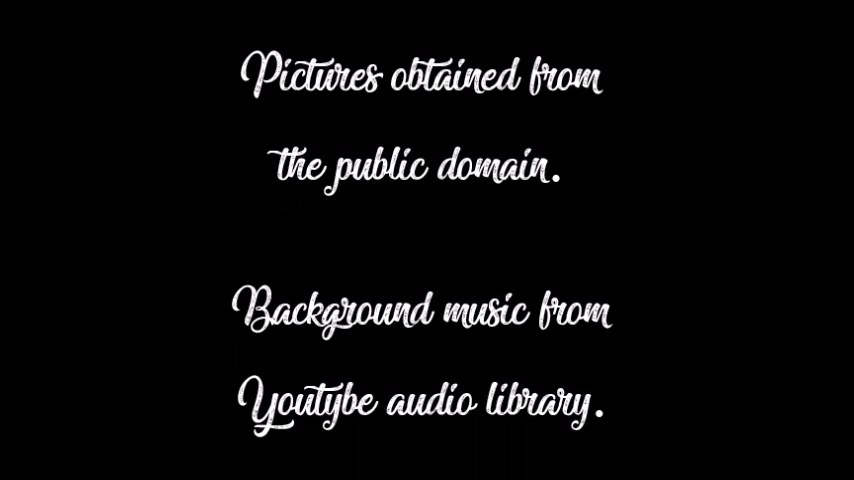 Pictures obtained from
the public domain.
Background music from
Youtybe audio library.